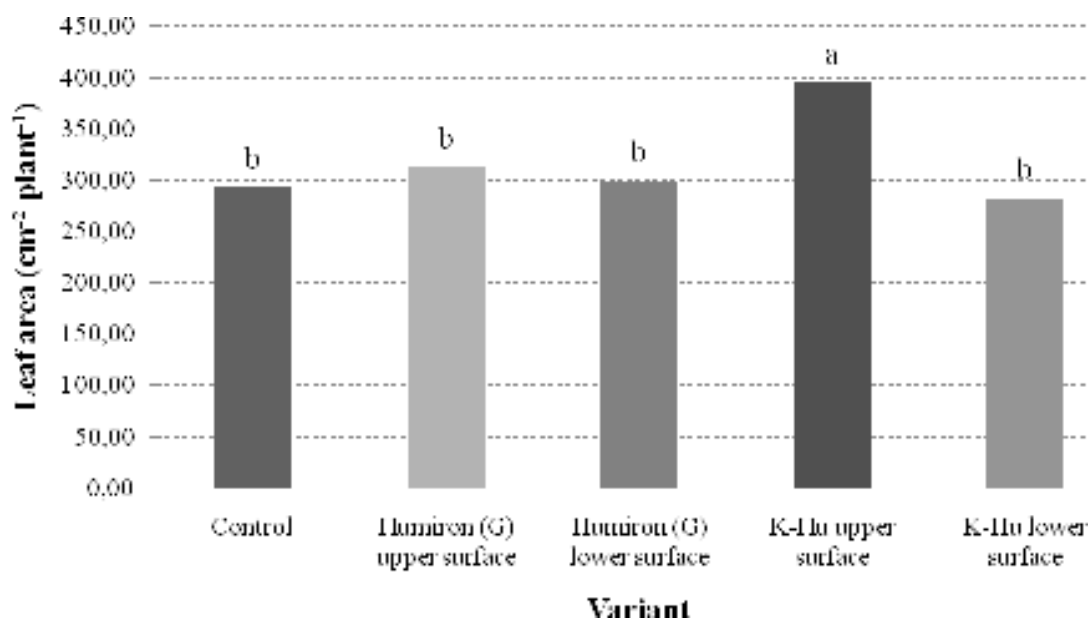 450,00
400,00
350,00
300,00
250,00
200,00
150,00
100,00
50,00
0,00
Leaf area (cm⁻² plant⁻¹)
b
b
b
a
b
Control
Humiron (G)
upper surface
Humiron (G)
lower surface
K-Hu upper
surface
K-Hu lower
surface
Variant